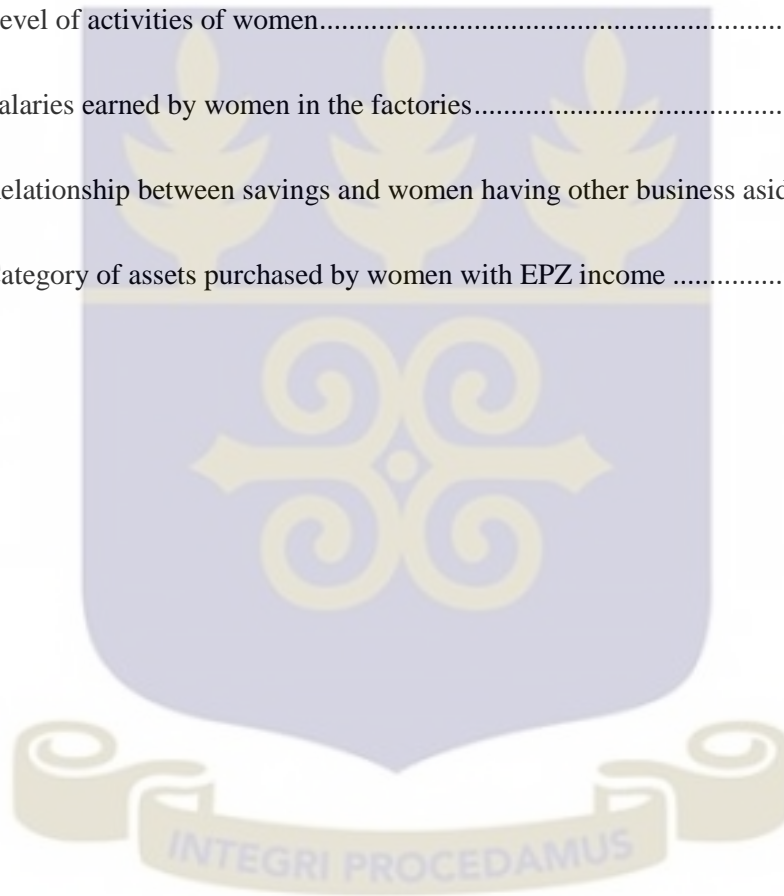 evel of activities of women.......................................................
alaries earned by women in the factories..........................................
elationship between savings and women having other business asid
ategory of assets purchased by women with EPZ income ...............
INTEGRI PROCEDAMUS